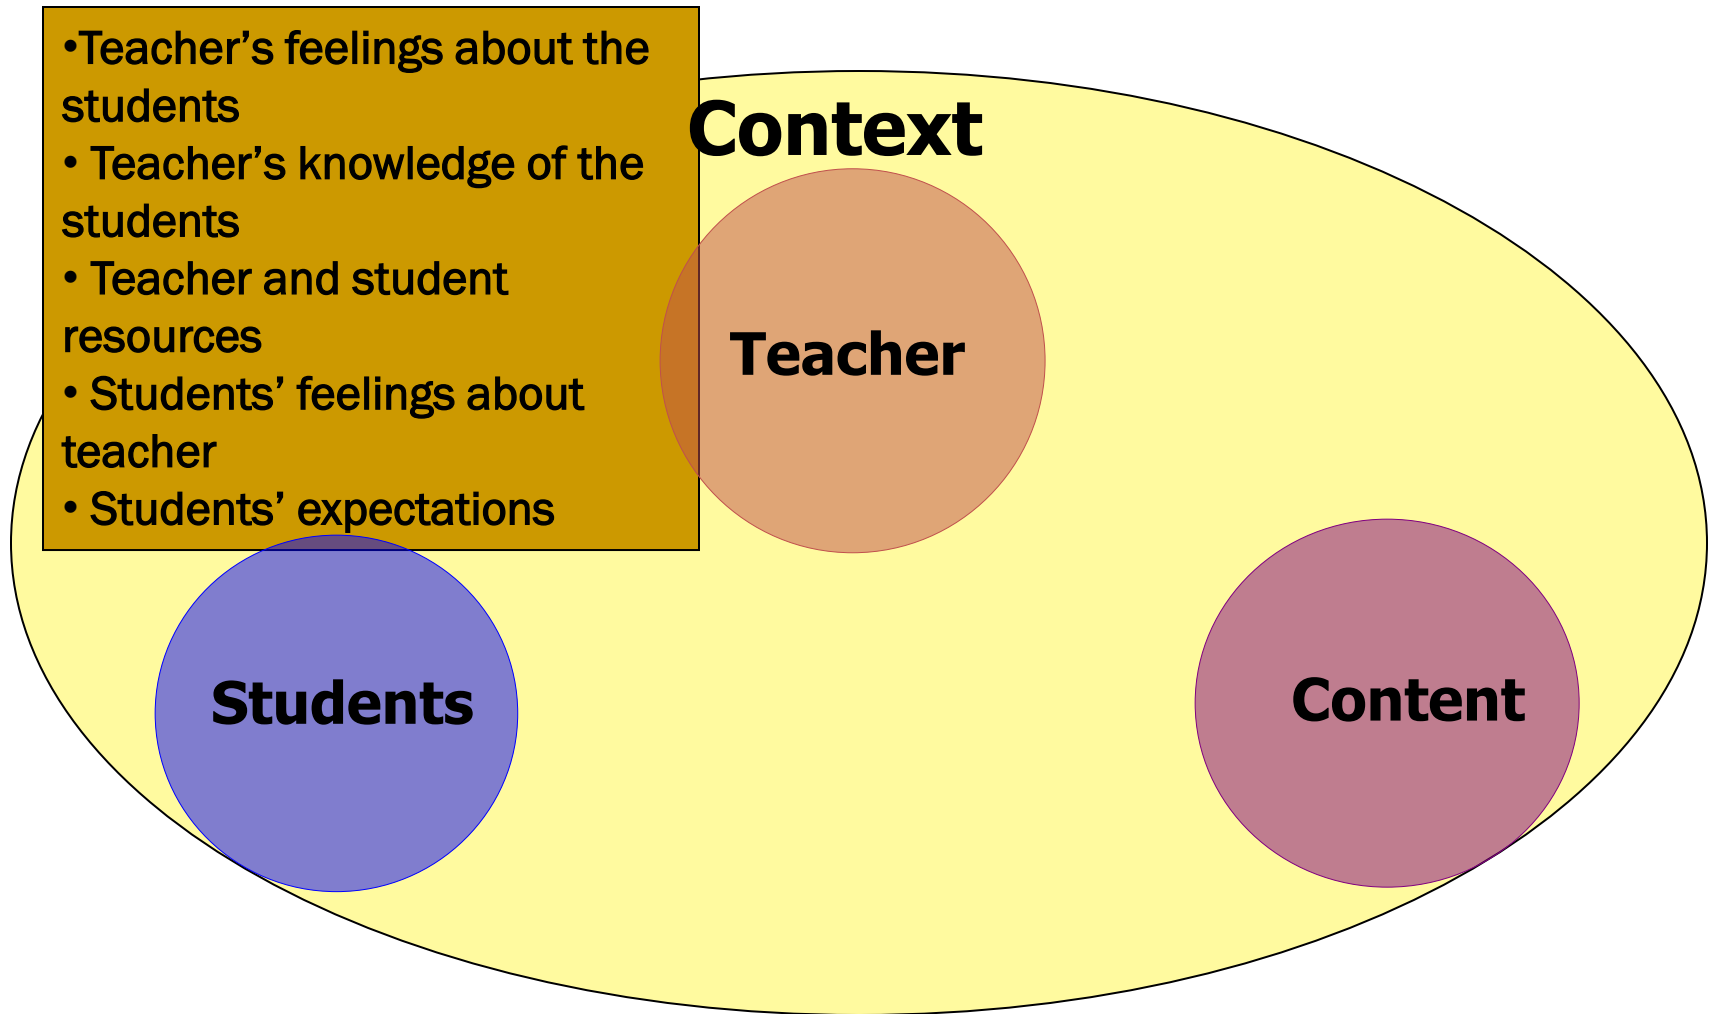 •Teacher’s feelings about the
students
• Teacher’s knowledge of the
students
• Teacher and student
resources
• Students’ feelings about
teacher
• Students’ expectations
Context
Teacher
Students
Content